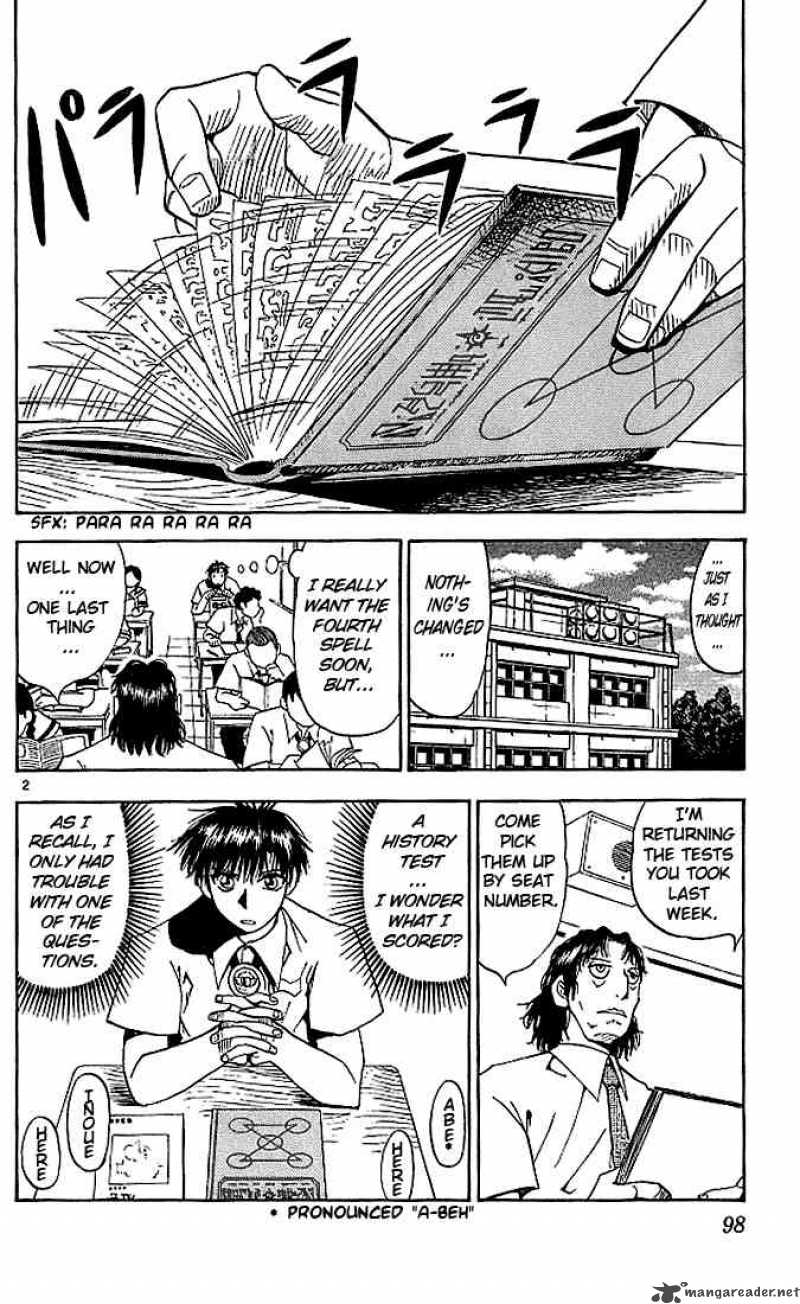 パラララララ
SFX: PARA RA RA RA RA
...
JUST
AS I
THOUGHT
...
NOTH-
ING'S
CHANGED
...
I REALLY
WANT THE
FOURTH
SPELL
SOON,
BUT...
WELL NOW
...
ONE LAST
THING
...
2
I'M
RETURNING
THE TESTS
YOU TOOK
LAST
WEEK.
COME
PICK
THEM UP
BY SEAT
NUMBER.
A
HISTORY
TEST
...
I WONDER
WHAT I
SCORED?
AS I
RECALL, I
ONLY HAD
TROUBLE
WITH ONE
OF THE
QUES-
TIONS.
ABE*
HERE
INOUE
HERE
* PRONOUNCED "A-BEH"
98
mangareader.net